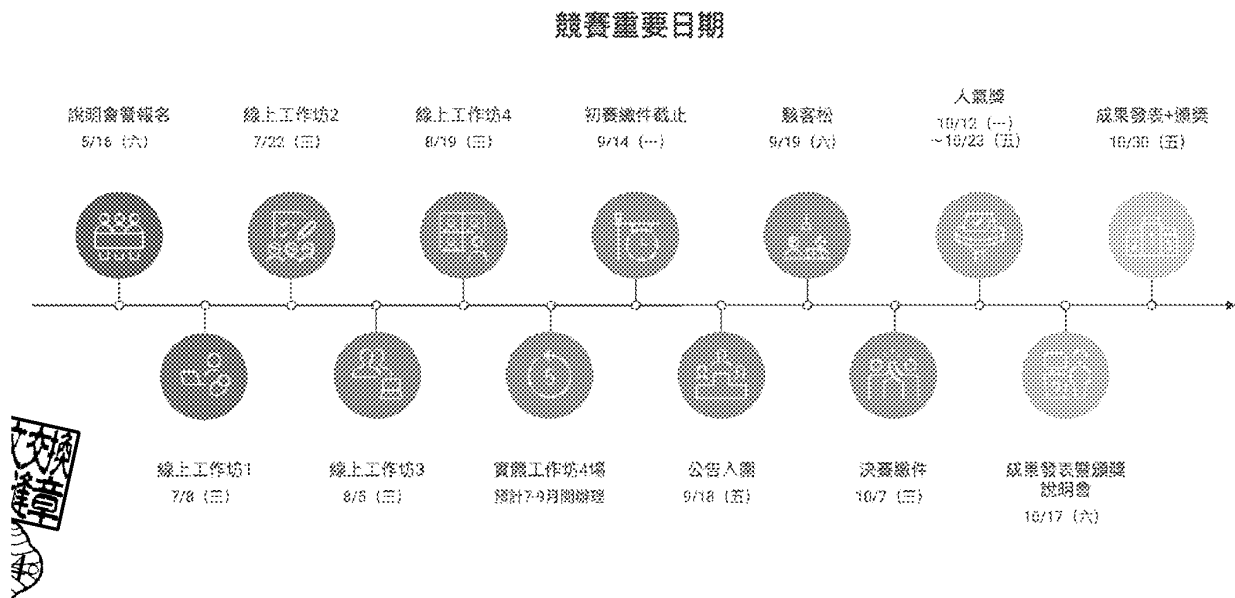 競賽重要日期
說明會暨報名
5/16（六）
線上工作坊2
7/22（三）
線上工作坊4
8/19（三）
初賽繳件截止
9/14（一）
駭客松
9/19（六）
人氣獎
10/12（一）
~10/23（五）
成果發表+頒獎
10/30（五）
線上工作坊1
7/8（三）
線上工作坊3
8/5（三）
實體工作坊4場
預計7-9月間辦理
公告入圍
9/18（五）
決賽繳件
10/7（三）
成果發表暨頒獎
說明會
10/17（六）
交換
章